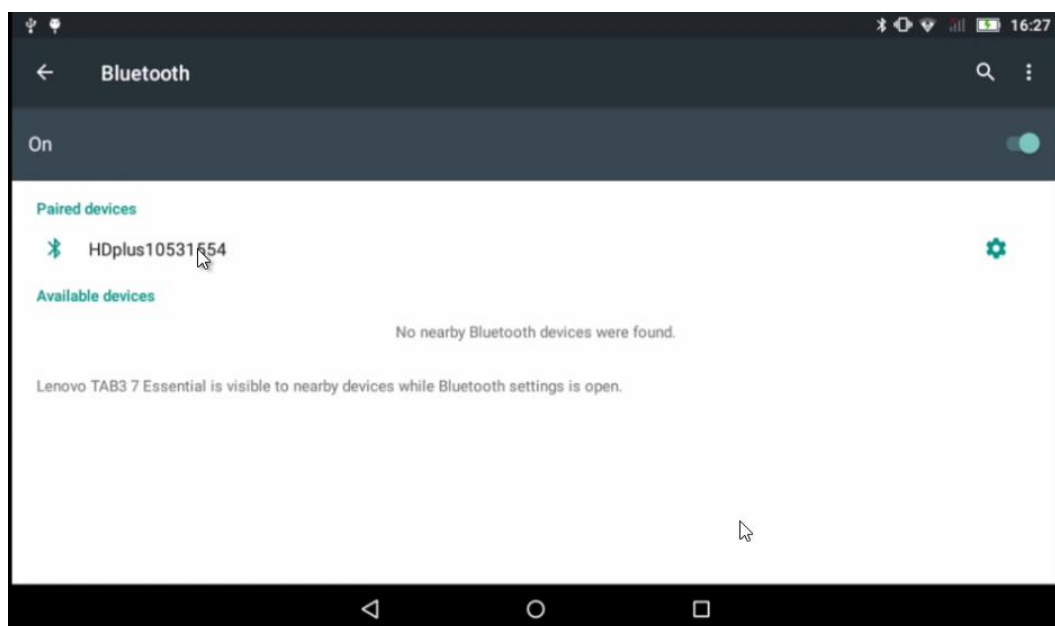 16:27
Bluetooth
On
Paired devices
HDplus10531554
Available devices
No nearby Bluetooth devices were found.
Lenovo TAB3 7 Essential is visible to nearby devices while Bluetooth settings is open.